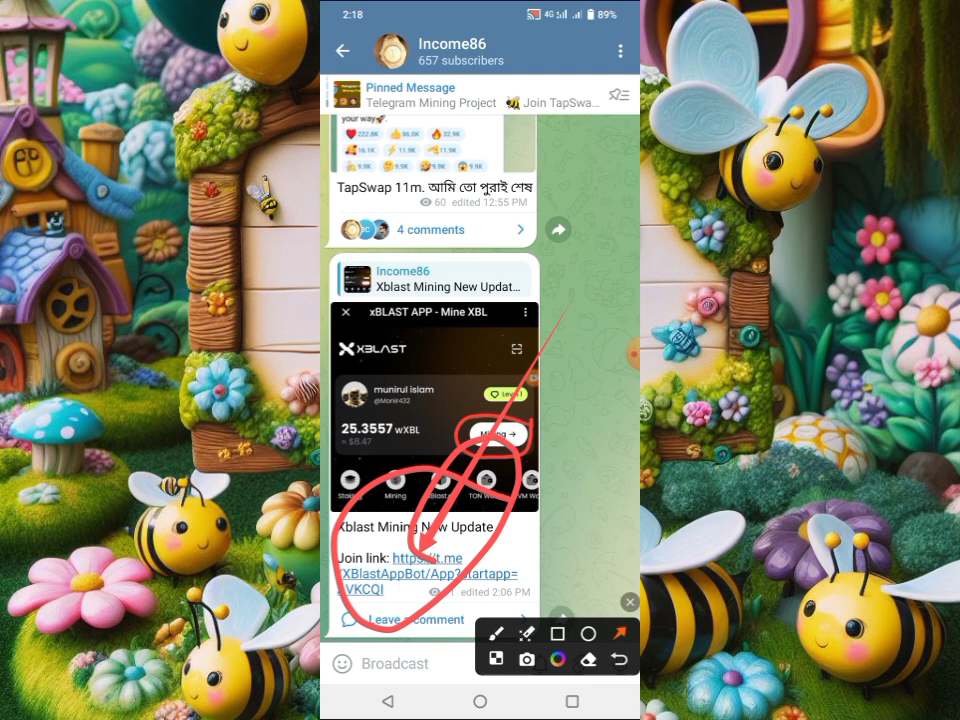 2:18
4G
89%
Income86
657 subscribers
Pinned Message
Telegram Mining Project 🐝 Join TapSwa...
your way🚀.
❤ 222.8K 👍 86.0K 🔥 32.9K
16.1K ⚡ 11.9K 11.9K
9.9K 9.9K 9.9K 9.9K
TapSwap 11m. আমি তো পুরাই শেষ
60 edited 12:55 PM
4 comments
Income86
Xblast Mining New Updat...
xBLAST APP - Mine XBL
XBLAST
munirul islam
@Monir432
Level 1
25.3557 wXBL
≈ $8.47
Mining →
Mining
TON
Xblast Mining New Update
Join link: https://t.me
/XBlastAppBot/App?startapp=
edited 2:06 PM
Leave a comment
Broadcast